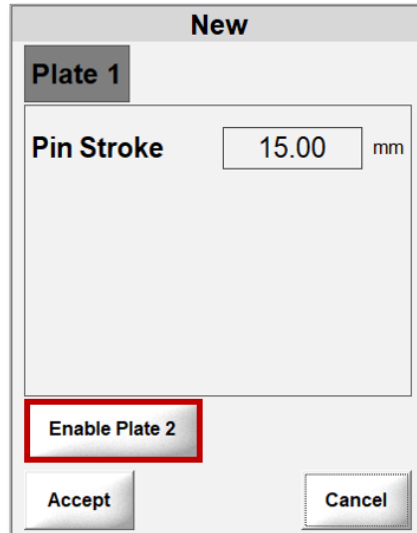 New
Plate 1
Pin Stroke 15.00 mm
Enable Plate 2
Accept Cancel